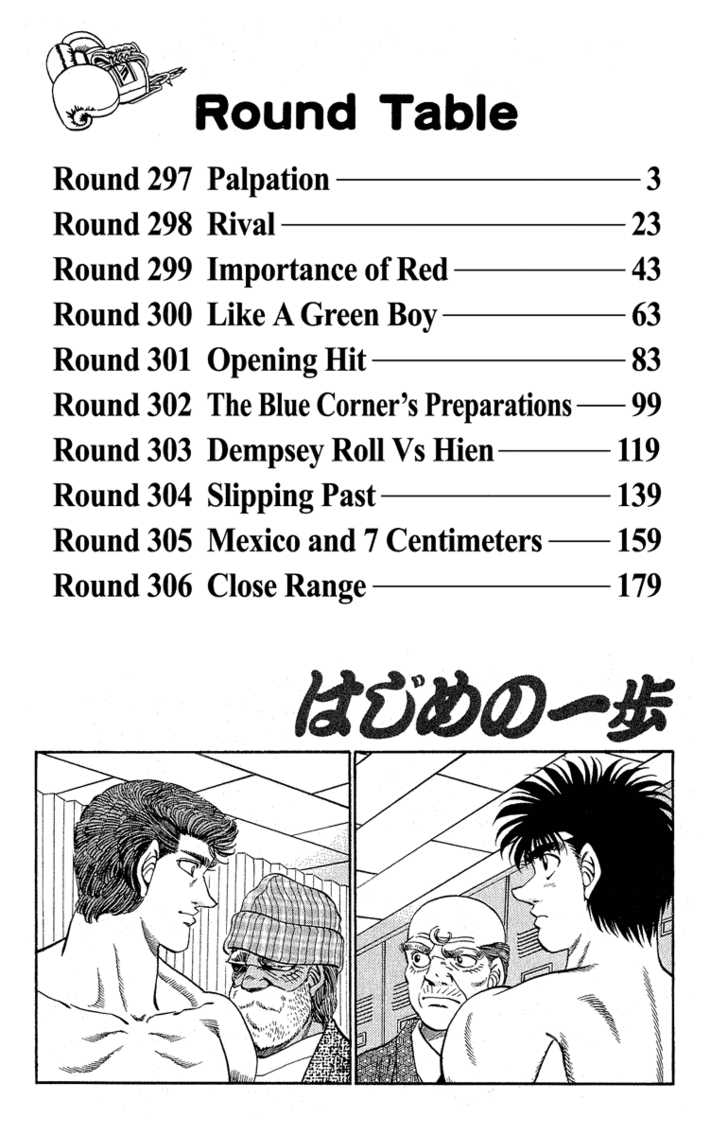 Round Table
Round 297 Palpation 3
Round 298 Rival 23
Round 299 Importance of Red 43
Round 300 Like A Green Boy 63
Round 301 Opening Hit 83
Round 302 The Blue Corner's Preparations 99
Round 303 Dempsey Roll Vs Hien 119
Round 304 Slipping Past 139
Round 305 Mexico and 7 Centimeters 159
Round 306 Close Range 179
はじめの一歩